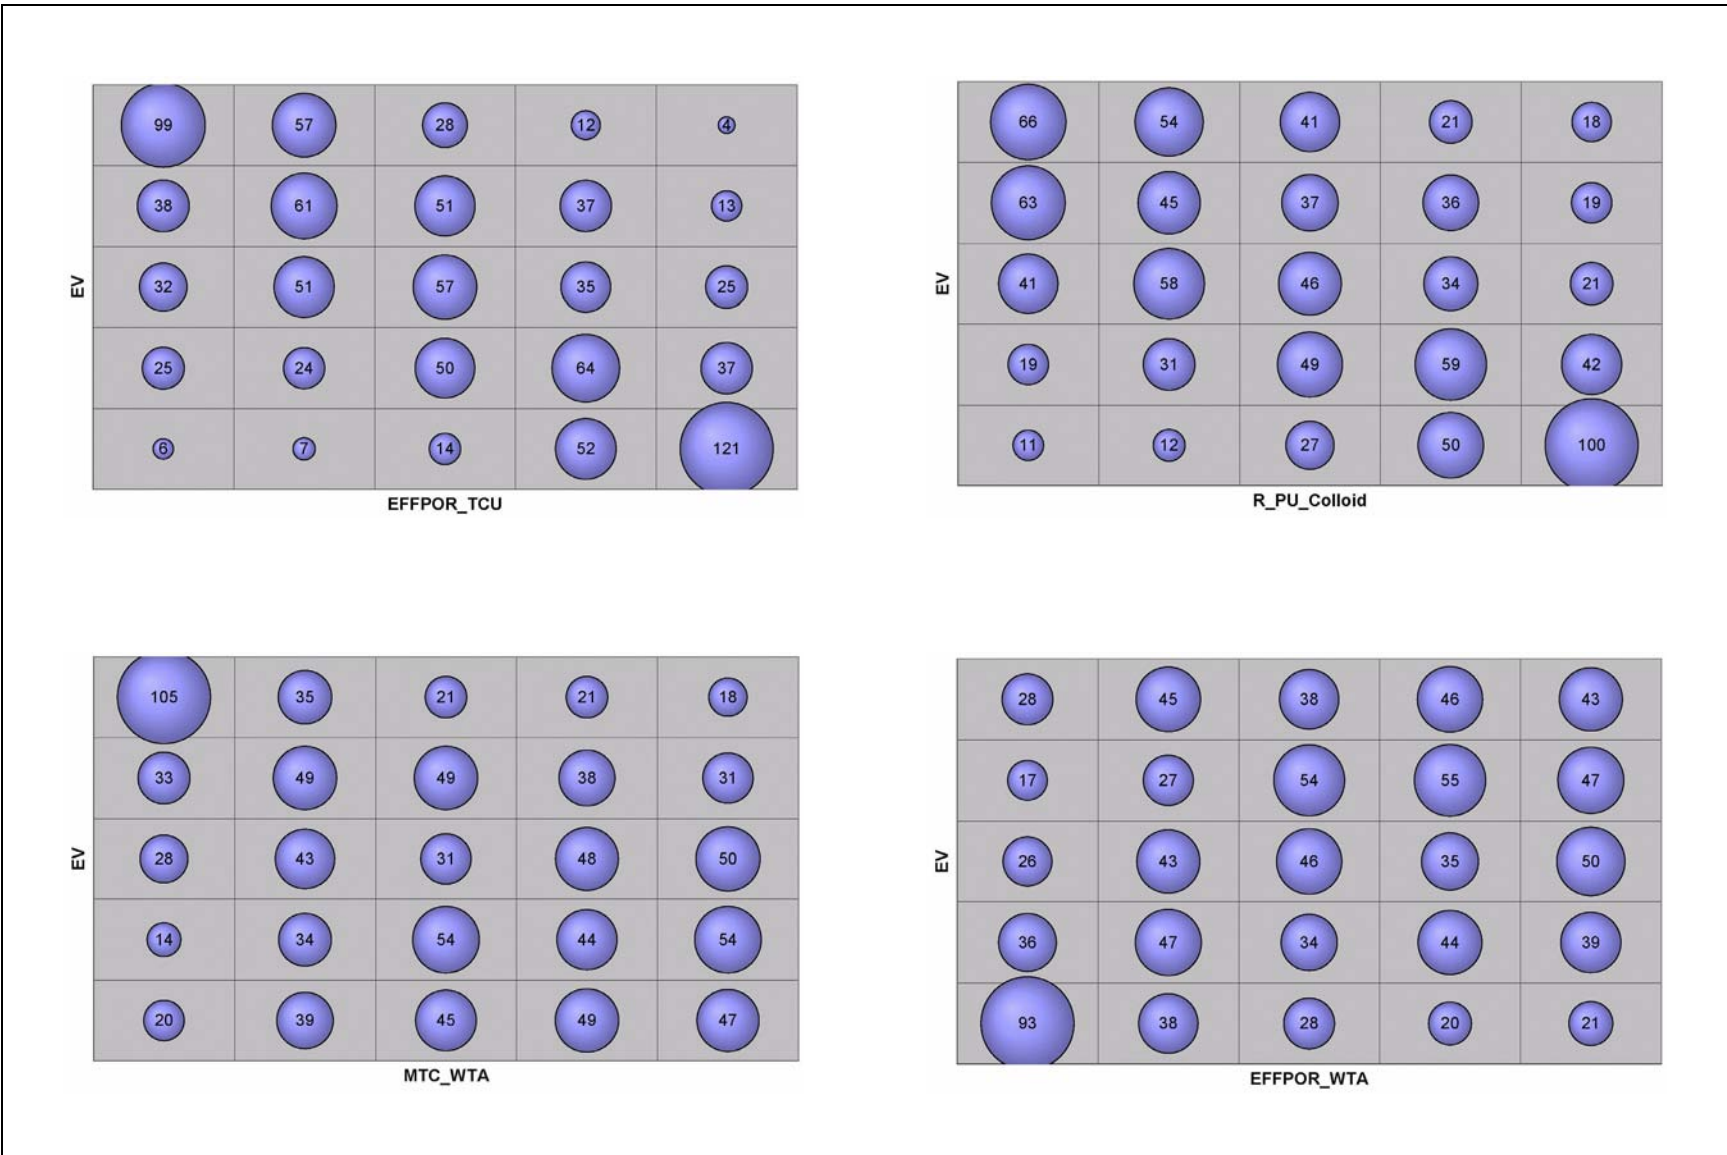 99 57 28 12 4
38 61 51 37 13
EV
32 51 57 35 25
25 24 50 64 37
6 7 14 52 121
EFFPOR_TCU
66 54 41 21 18
63 45 37 36 19
EV
41 58 46 34 21
19 31 49 59 42
11 12 27 50 100
R_PU_Colloid
105 35 21 21 18
33 49 49 38 31
EV
28 43 31 48 50
14 34 54 44 54
20 39 45 49 47
MTC_WTA
28 45 38 46 43
17 27 54 55 47
EV
26 43 46 35 50
36 47 34 44 39
93 38 28 20 21
EFFPOR_WTA